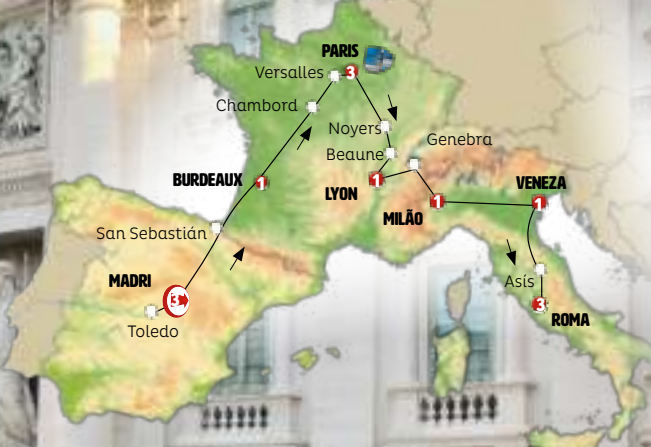 PARIS
Versalles
3
Chambord
Noyers
Genebra
Beaune
BURDEAUX
1
LYON
1
VENEZA
1
MILÃO
1
San Sebastián
MADRI
3
Asís
Toledo
3
ROMA